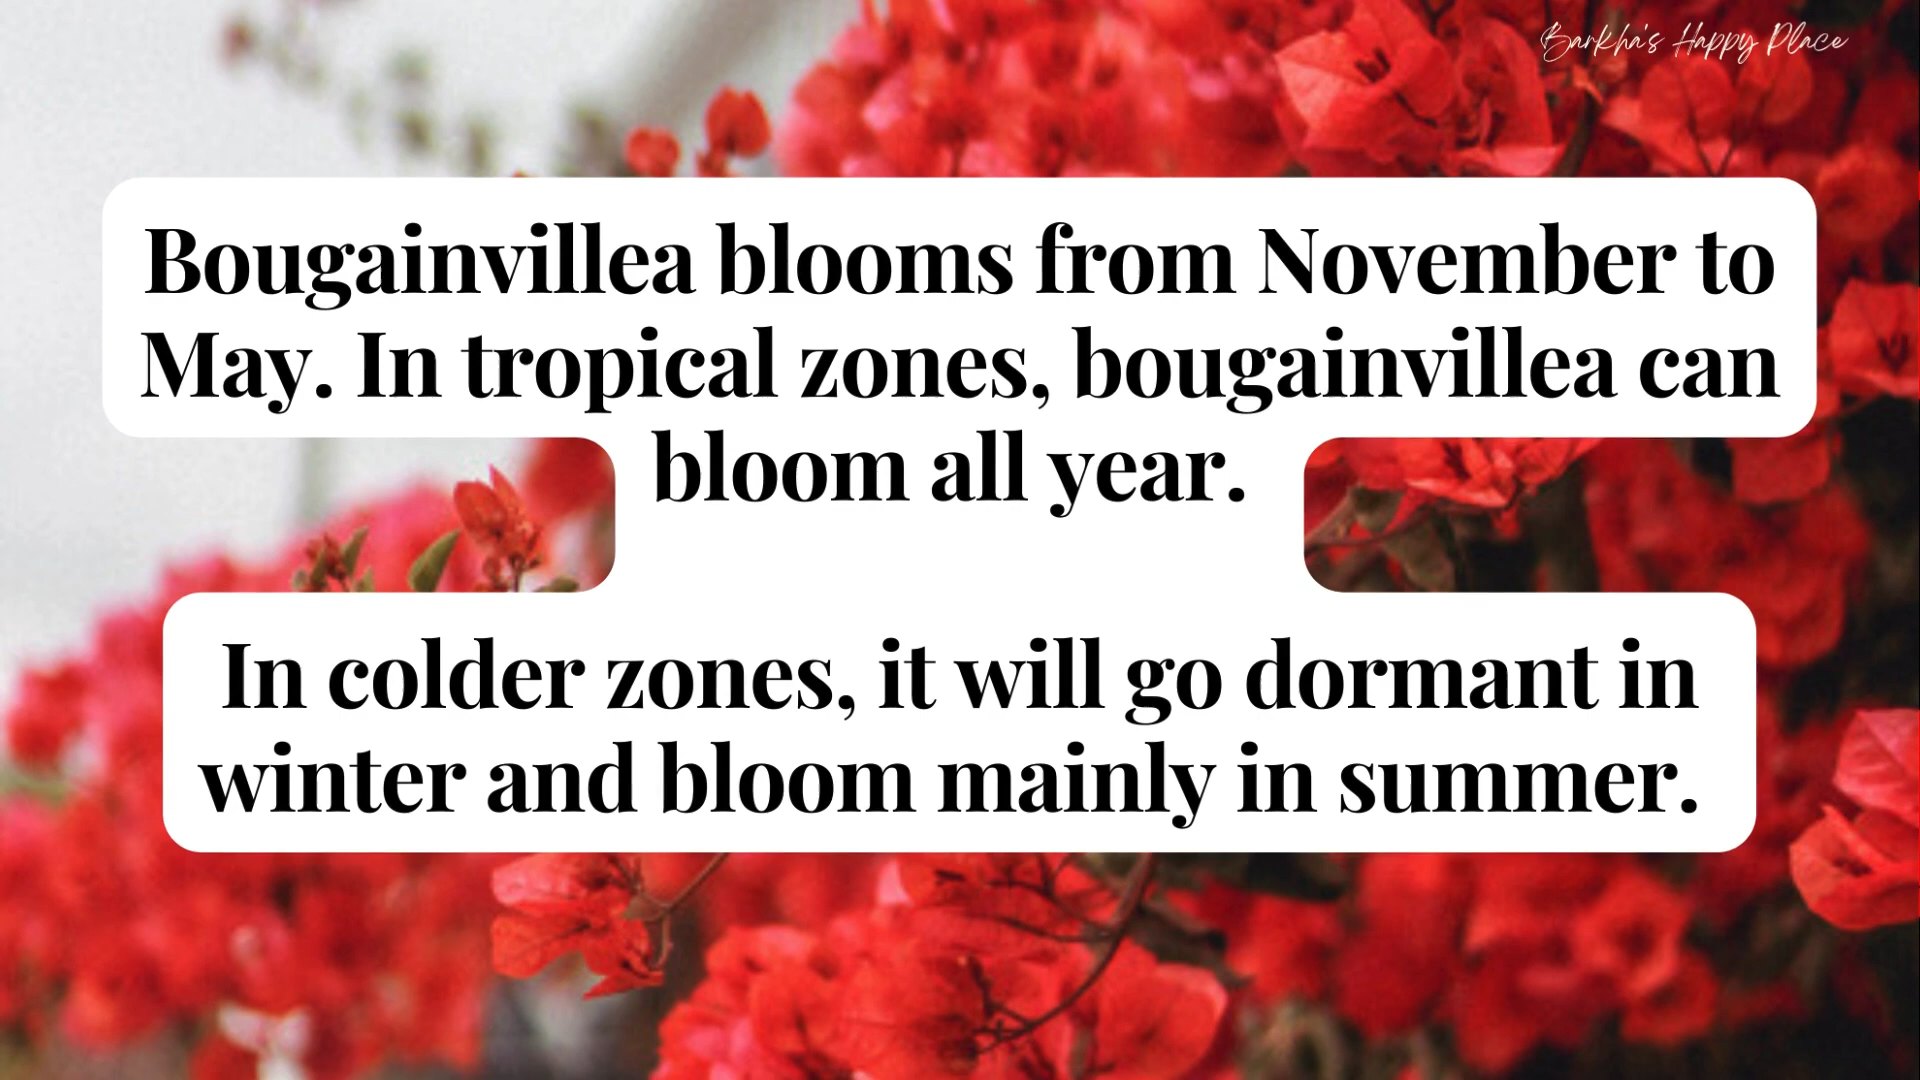 Barkha's Happy Place
Bougainvillea blooms from November to
May. In tropical zones, bougainvillea can
bloom all year.
In colder zones, it will go dormant in
winter and bloom mainly in summer.